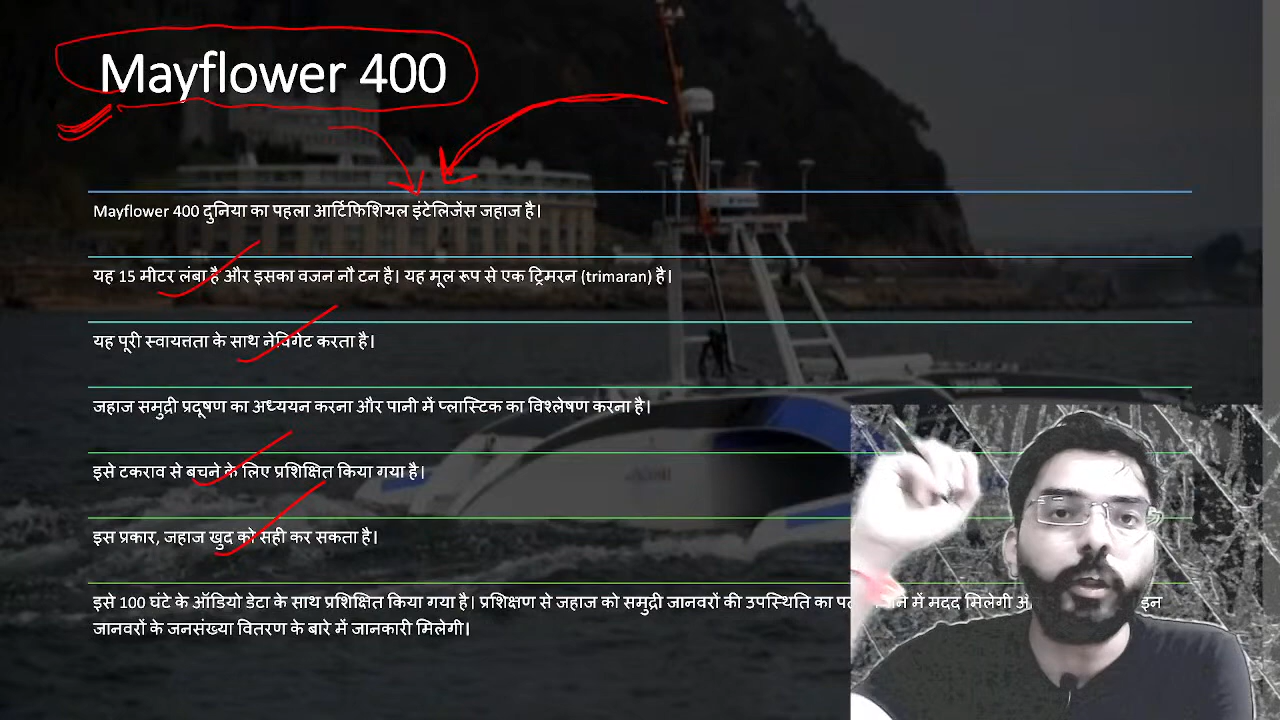 Mayflower 400
Mayflower 400 दुनिया का पहला आर्टिफिशियल इंटेलिजेंस जहाज है।
यह 15 मीटर लंबा है और इसका वजन नौ टन है। यह मूल रूप से एक ट्रिमरन (trimaran) है।
यह पूरी स्वायत्तता के साथ नेविगेट करता है।
जहाज समुद्री प्रदूषण का अध्ययन करना और पानी में प्लास्टिक का विश्लेषण करना है।
इसे टकराव से बचने के लिए प्रशिक्षित किया गया है।
इस प्रकार, जहाज खुद को सही कर सकता है।
इसे 100 घंटे के ऑडियो डेटा के साथ प्रशिक्षित किया गया है। प्रशिक्षण से जहाज को समुद्री जानवरों की उपस्थिति का में मदद मिलेगी इन
जानवरों के जनसंख्या वितरण के बारे में जानकारी मिलेगी।